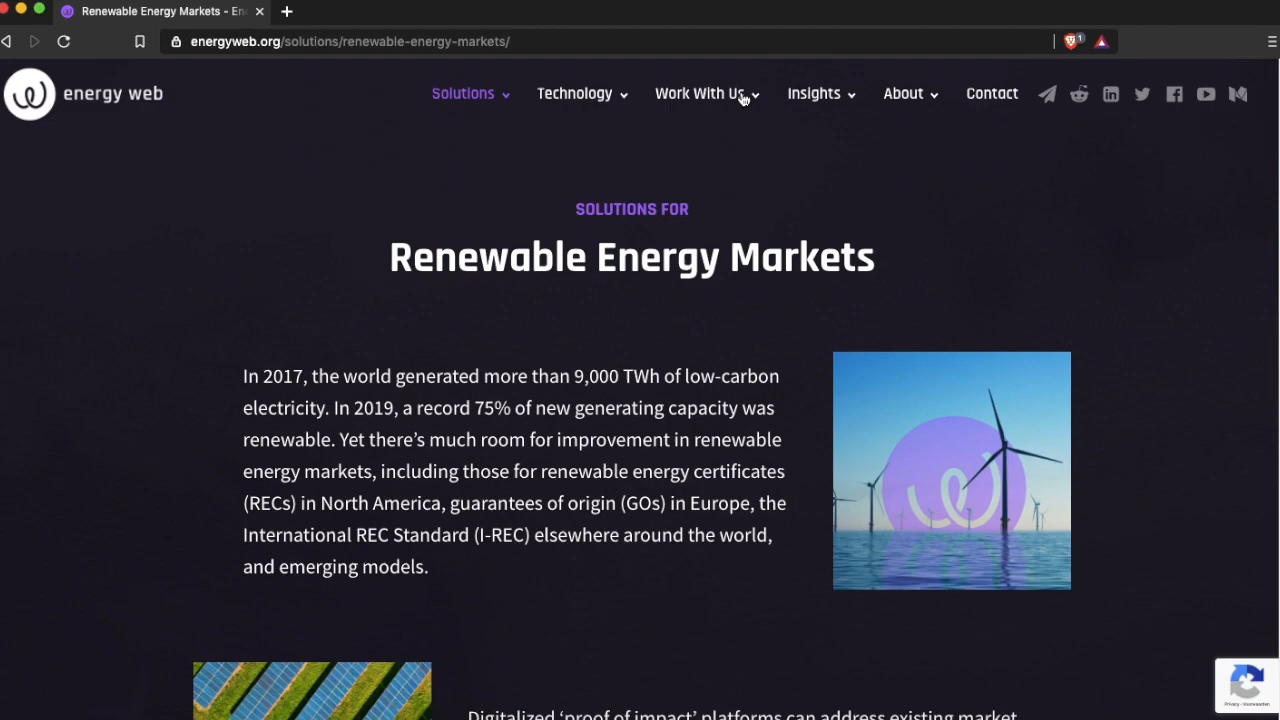 Renewable Energy Markets - En
energyweb.org/solutions/renewable-energy-markets/
1
energy web
Solutions
Technology
Work With Us
Insights
About
Contact
SOLUTIONS FOR
Renewable Energy Markets
In 2017, the world generated more than 9,000 TWh of low-carbon
electricity. In 2019, a record 75% of new generating capacity was
renewable. Yet there’s much room for improvement in renewable
energy markets, including those for renewable energy certificates
(RECs) in North America, guarantees of origin (GOs) in Europe, the
International REC Standard (I-REC) elsewhere around the world,
and emerging models.
Digitalized ‘proof of impact’ platforms can address existing market
Privacy - Voorwaarden